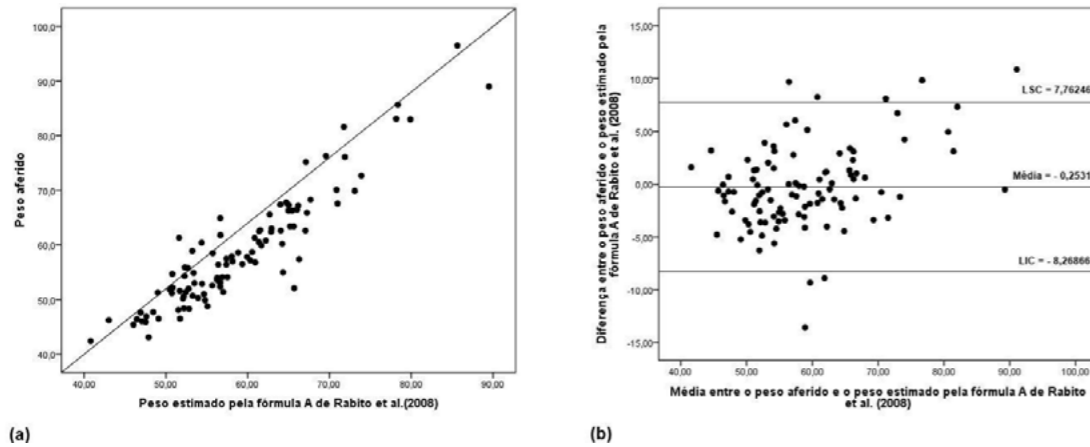 100,0
90,0
80,0
70,0
60,0
50,0
40,0
Peso aferido
40,00 50,00 60,00 70,00 80,00 90,00
Peso estimado pela fórmula A de Rabito et al.(2008)
(a)
Diferença entre o peso aferido e o peso estimado pela
fórmula A de Rabito et al. (2008)
15,00
10,00
5,00
,00
-5,00
-10,00
-15,00
LSC = 7,76246
Média = - 0,2531
LIC = - 8,26866
40,00 50,00 60,00 70,00 80,00 90,00 100,00
Média entre o peso aferido e o peso estimado pela fórmula A de Rabito
et al. (2008)
(b)